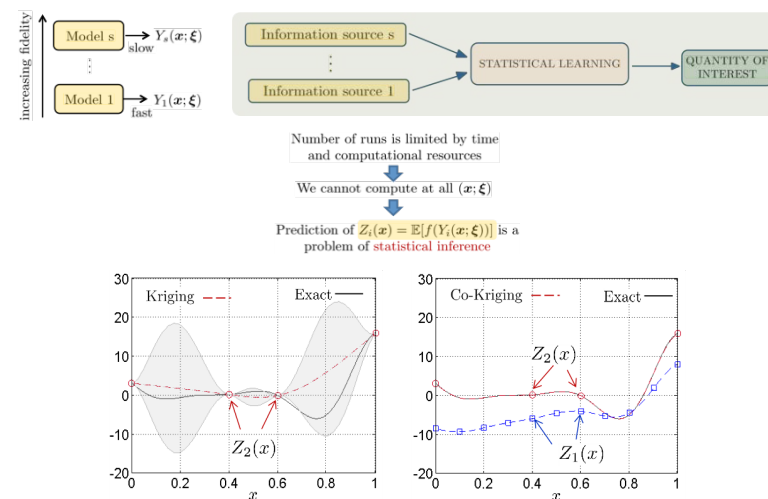 increasing fidelity
Model s
slow
Y_s(x; ξ)
⋮
Model 1
fast
Y_1(x; ξ)
Information source s
⋮
Information source 1
STATISTICAL LEARNING
QUANTITY OF
INTEREST
Number of runs is limited by time
and computational resources
We cannot compute at all (x; ξ)
Prediction of Z_i(x) = 𝔼[f(Y_i(x; ξ))] is a
problem of statistical inference
30
20
10
0
-10
-20
Kriging
Exact
Z_2(x)
0
0.2
0.4
0.6
0.8
1
x
30
20
10
0
-10
-20
Co-Kriging
Exact
Z_2(x)
Z_1(x)
0
0.2
0.4
0.6
0.8
1
x